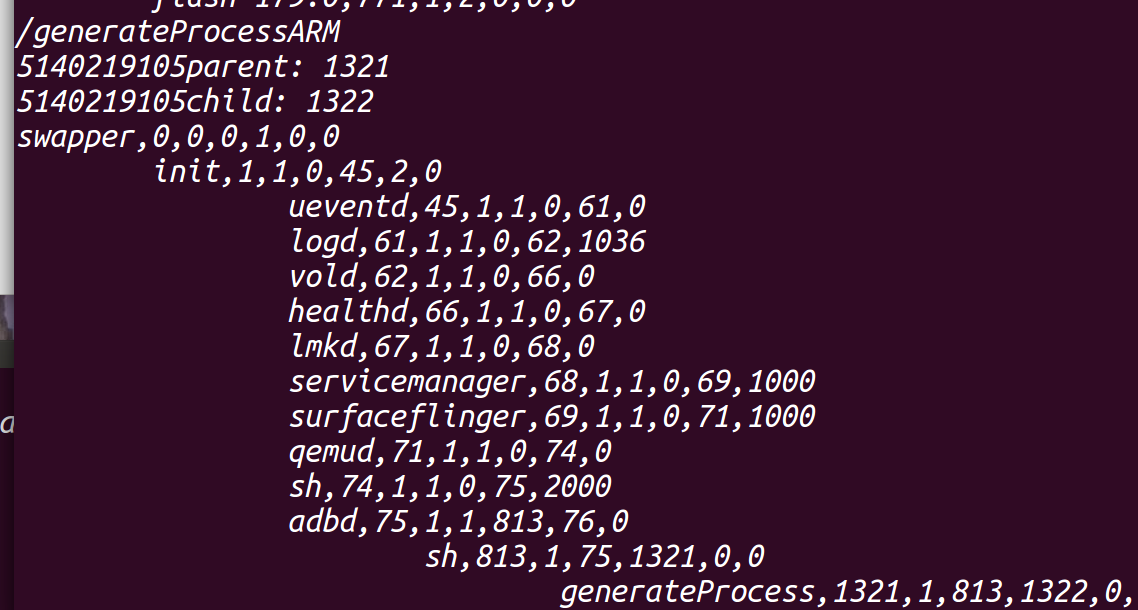 /generateProcessARM
5140219105parent: 1321
5140219105child: 1322
swapper,0,0,0,1,0,0
init,1,1,0,45,2,0
ueventd,45,1,1,0,61,0
logd,61,1,1,0,62,1036
vold,62,1,1,0,66,0
healthd,66,1,1,0,67,0
lmkd,67,1,1,0,68,0
servicemanager,68,1,1,0,69,1000
surfaceflinger,69,1,1,0,71,1000
qemud,71,1,1,0,74,0
sh,74,1,1,0,75,2000
adbd,75,1,1,813,76,0
sh,813,1,75,1321,0,0
generateProcess,1321,1,813,1322,0,